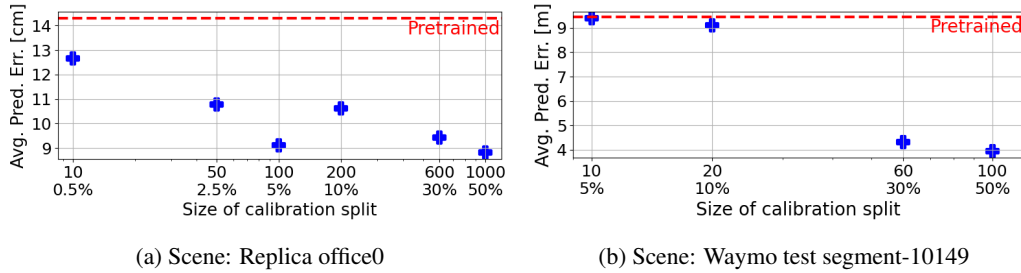 Avg. Pred. Err. [cm]
14
13
12
11
10
9
Pretrained
10 50 100 200 600 1000
0.5% 2.5% 5% 10% 30% 50%
Size of calibration split
(a) Scene: Replica office0
Avg. Pred. Err. [m]
9
8
7
6
5
4
Pretrained
10 20 60 100
5% 10% 30% 50%
Size of calibration split
(b) Scene: Waymo test segment-10149